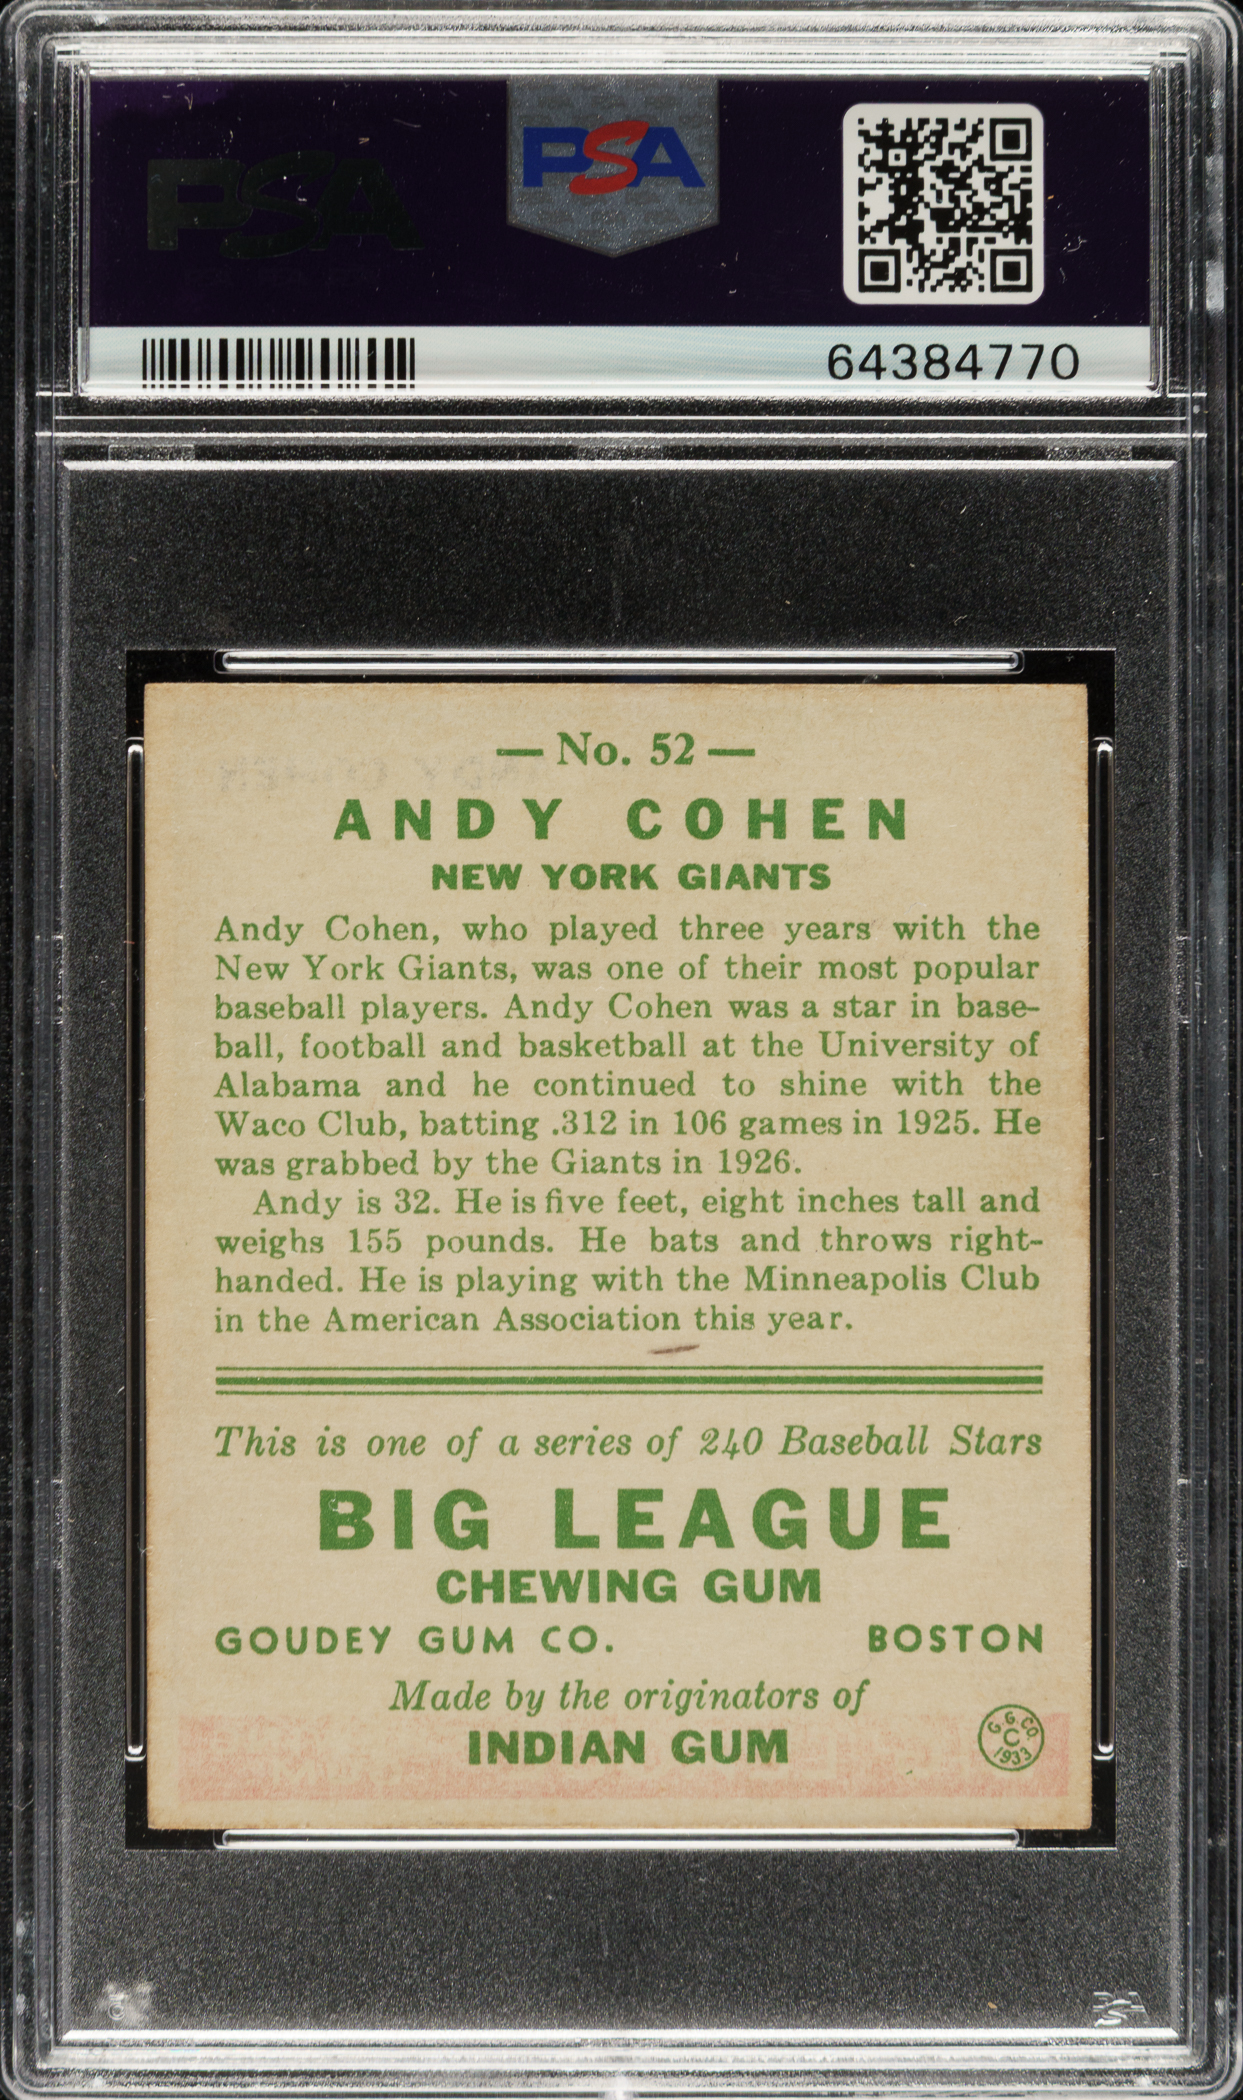 PSA
PSA
64384770
— No. 52 —
ANDY COHEN
NEW YORK GIANTS
Andy Cohen, who played three years with the
New York Giants, was one of their most popular
baseball players. Andy Cohen was a star in base-
ball, football and basketball at the University of
Alabama and he continued to shine with the
Waco Club, batting .312 in 106 games in 1925. He
was grabbed by the Giants in 1926.
Andy is 32. He is five feet, eight inches tall and
weighs 155 pounds. He bats and throws right-
handed. He is playing with the Minneapolis Club
in the American Association this year.
This is one of a series of 240 Baseball Stars
BIG LEAGUE
CHEWING GUM
GOUDEY GUM CO. BOSTON
Made by the originators of
INDIAN GUM
G. G. CO.
C
1933
PSA